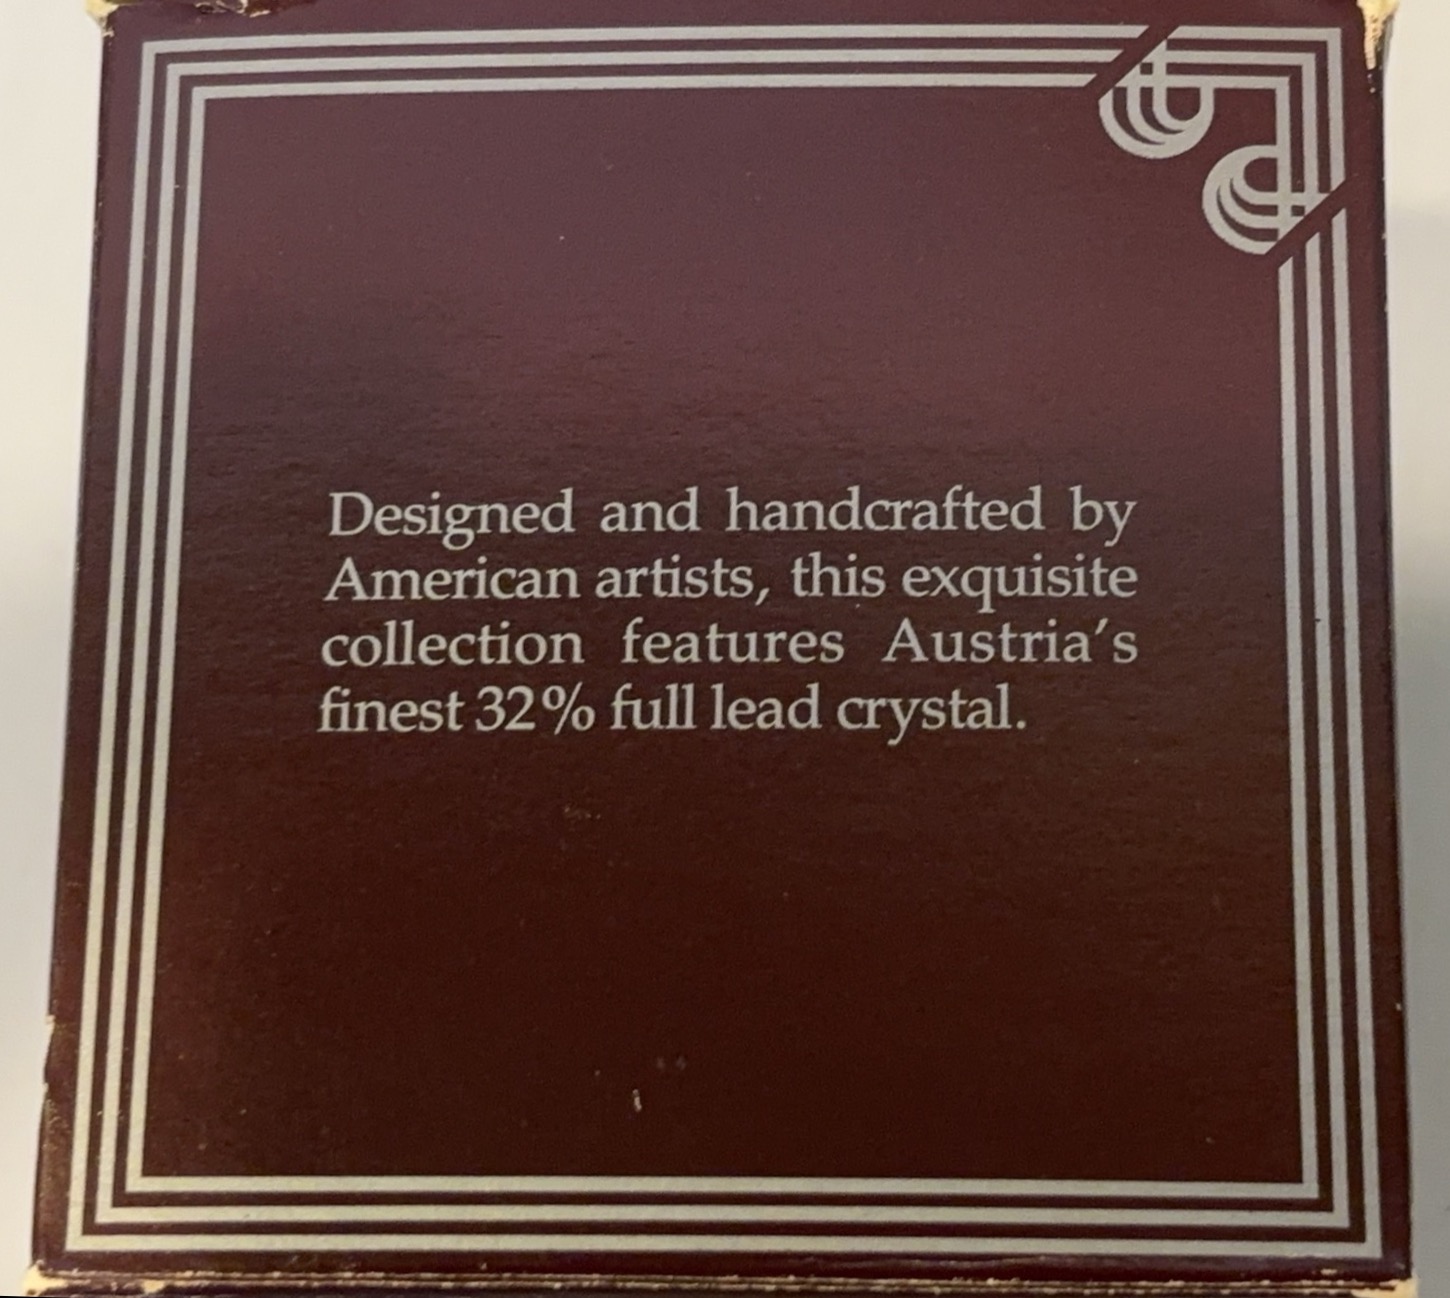 Designed and handcrafted by
American artists, this exquisite
collection features Austria's
finest 32% full lead crystal.